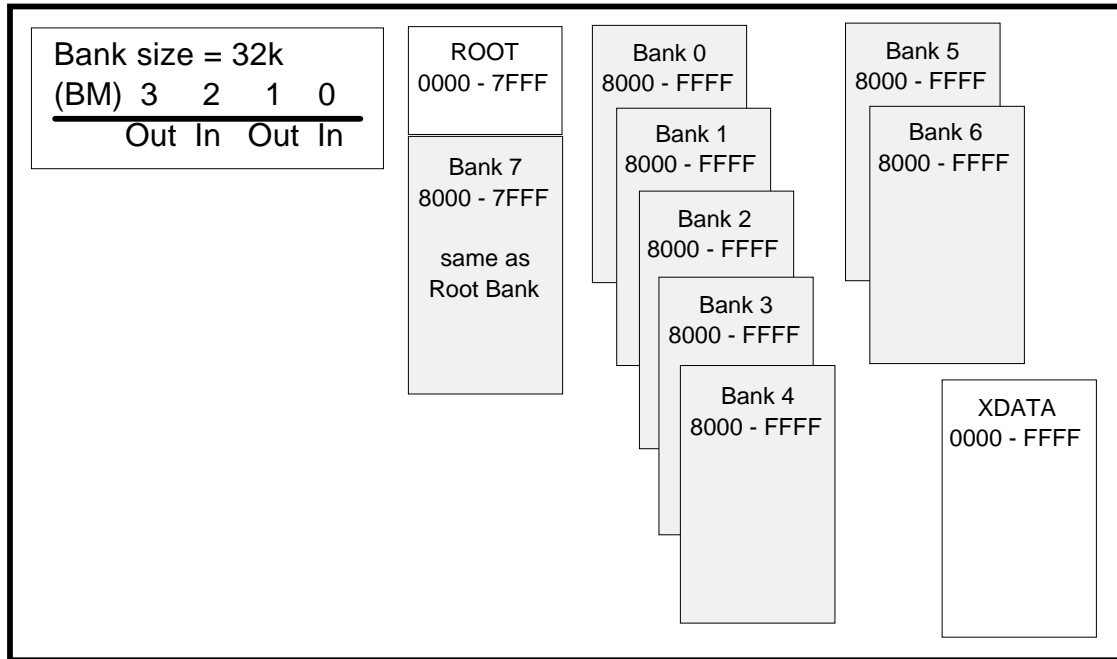 Bank size = 32k
(BM) 3 2 1 0
Out In Out In
ROOT
0000 - 7FFF
Bank 7
8000 - 7FFF
same as
Root Bank
Bank 0
8000 - FFFF
Bank 1
8000 - FFFF
Bank 2
8000 - FFFF
Bank 3
8000 - FFFF
Bank 4
8000 - FFFF
Bank 5
8000 - FFFF
Bank 6
8000 - FFFF
XDATA
0000 - FFFF